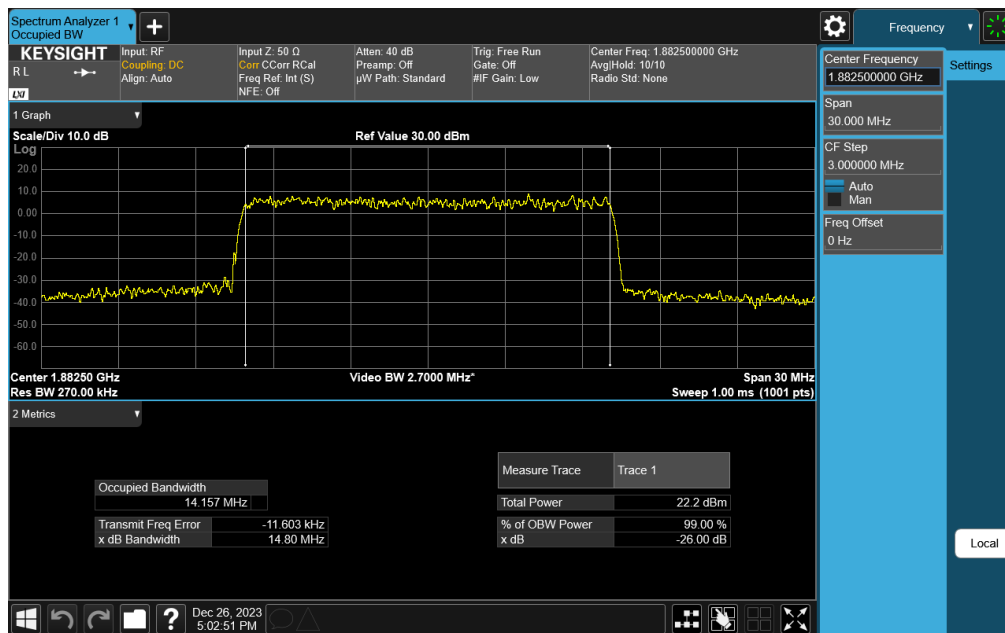 Spectrum Analyzer 1
Occupied BW
Frequency
KEYSIGHT
R L
LXI
Input: RF
Coupling: DC
Align: Auto
Input Z: 50 Ω
Corr CCorr RCal
Freq Ref: Int (S)
NFE: Off
Atten: 40 dB
Preamp: Off
µW Path: Standard
Trig: Free Run
Gate: Off
#IF Gain: Low
Center Freq: 1.882500000 GHz
Avg|Hold: 10/10
Radio Std: None
Center Frequency
1.882500000 GHz
Settings
Span
30.000 MHz
CF Step
3.000000 MHz
Auto
Man
Freq Offset
0 Hz
1 Graph
Scale/Div 10.0 dB
Ref Value 30.00 dBm
Log
20.0
10.0
0.00
-10.0
-20.0
-30.0
-40.0
-50.0
-60.0
Center 1.88250 GHz
Video BW 2.7000 MHz*
Span 30 MHz
Res BW 270.00 kHz
Sweep 1.00 ms (1001 pts)
2 Metrics
Occupied Bandwidth
14.157 MHz
Transmit Freq Error -11.603 kHz
x dB Bandwidth 14.80 MHz
Measure Trace Trace 1
Total Power 22.2 dBm
% of OBW Power 99.00 %
x dB -26.00 dB
Local
Dec 26, 2023
5:02:51 PM